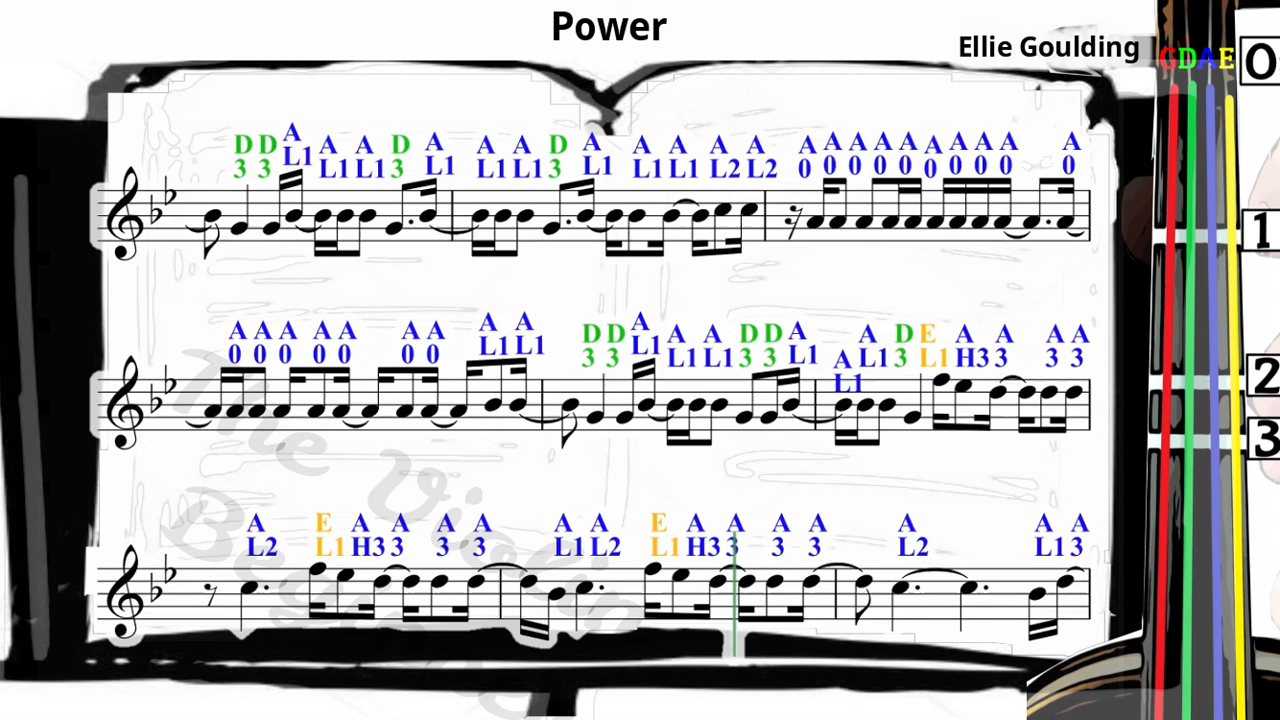 Power
Ellie Goulding
G D A E
0
1
2
3
D D A A A D A A A D A A A A A A A A A A A A A A A
3 3 L1 L1 L1 3 L1 L1 L1 3 L1 L1 L1 L2 L2 0 0 0 0 0 0 0 0 0 0
A A A A A A A A A D D A A A D D A A A D E A A A A
0 0 0 0 0 0 0 L1 L1 3 3 L1 L1 L1 3 3 L1 L1 L1 3 L1 H3 3 3 3
A E A A A A A A E A A A A A A A
L2 L1 H3 3 3 3 L1 L2 L1 H3 3 3 3 L2 L1 3
The Violin
Begin